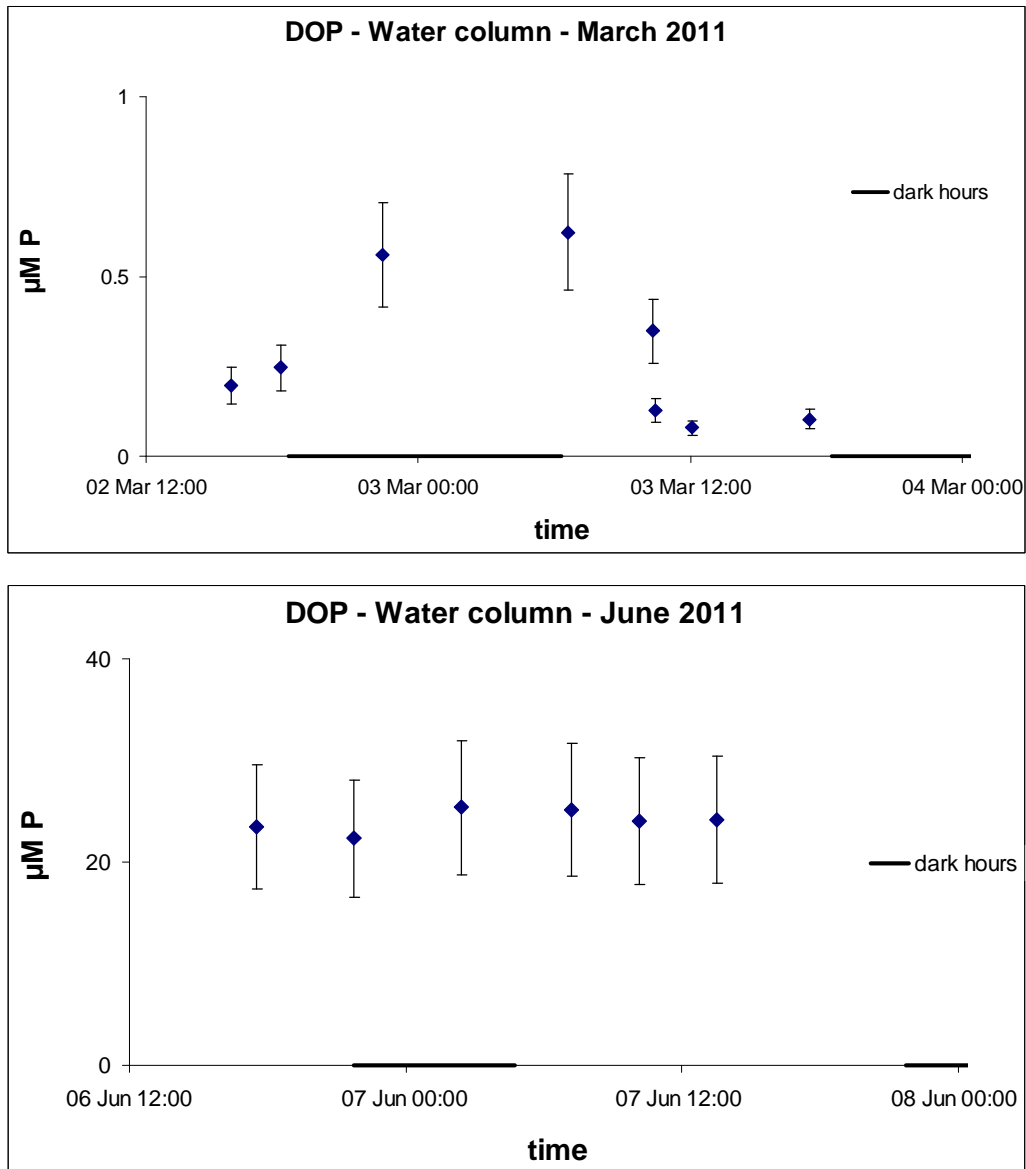 DOP - Water column - March 2011
1
dark hours
µM P
0.5
0
02 Mar 12:00 03 Mar 00:00 03 Mar 12:00 04 Mar 00:00
time
DOP - Water column - June 2011
40
µM P
20
dark hours
0
06 Jun 12:00 07 Jun 00:00 07 Jun 12:00 08 Jun 00:00
time